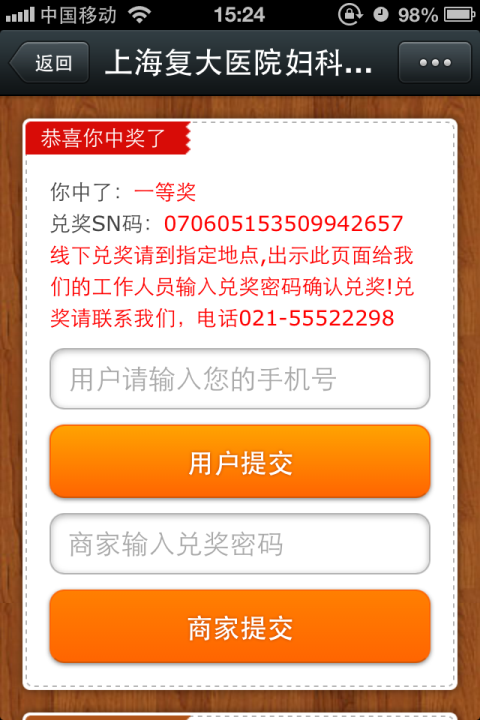 中国移动 15:24 98%
返回 上海复大医院妇科...
恭喜你中奖了
你中了：一等奖
兑奖SN码：070605153509942657
线下兑奖请到指定地点,出示此页面给我
们的工作人员输入兑奖密码确认兑奖!兑
奖请联系我们，电话021-55522298
用户请输入您的手机号
用户提交
商家输入兑奖密码
商家提交